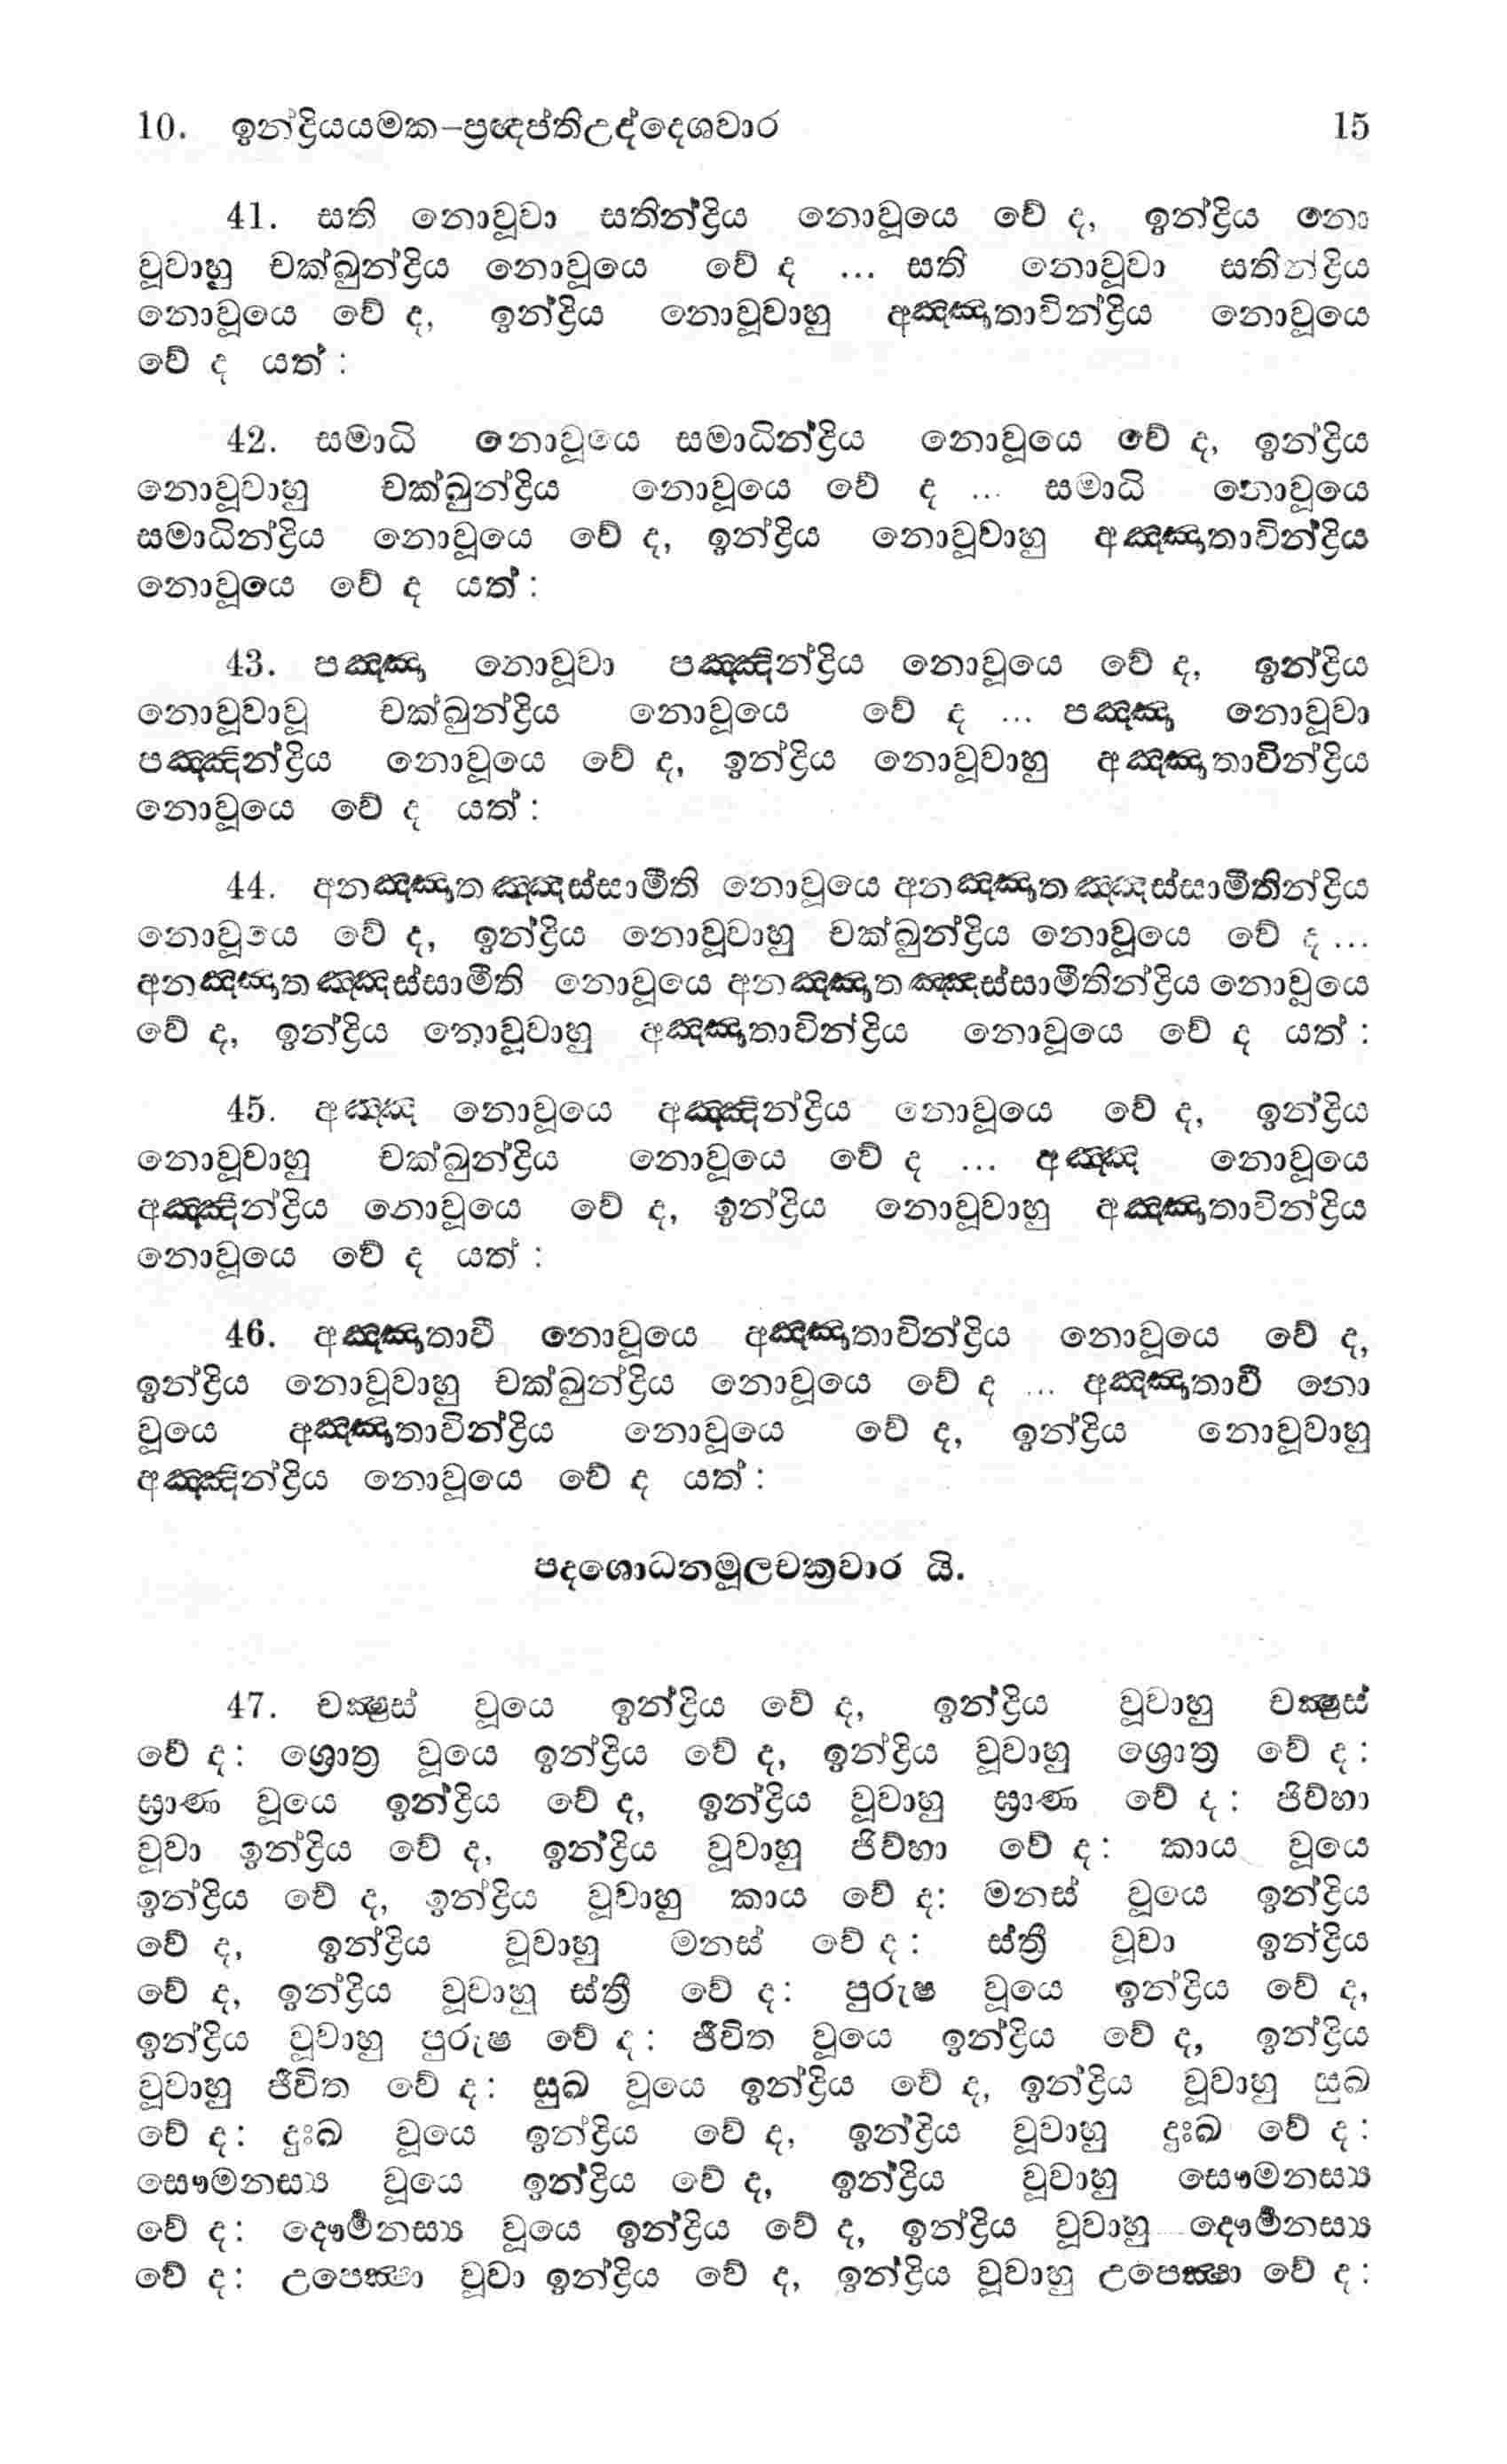 10. ඉන්ද්‍රියයමක-ප්‍රඥප්තිඋද්දෙශවාර 15
41. සති නොවූවා සතින්ද්‍රිය නොවූයෙ වේ ද, ඉන්ද්‍රිය නො
වූවාහු චක්ඛුන්ද්‍රිය නොවූයෙ වේ ද ... සති නොවූවා සතින්ද්‍රිය
නොවූයෙ වේ ද, ඉන්ද්‍රිය නොවූවාහු අඤ්ඤාතාවින්ද්‍රිය නොවූයෙ
වේ ද යත්:
42. සමාධි නොවූයෙ සමාධින්ද්‍රිය නොවූයෙ වේ ද, ඉන්ද්‍රිය
නොවූවාහු චක්ඛුන්ද්‍රිය නොවූයෙ වේ ද ... සමාධි නොවූයෙ
සමාධින්ද්‍රිය නොවූයෙ වේ ද, ඉන්ද්‍රිය නොවූවාහු අඤ්ඤාතාවින්ද්‍රිය
නොවූයෙ වේ ද යත්:
43. පඤ්ඤා නොවූවා පඤ්ඤින්ද්‍රිය නොවූයෙ වේ ද, ඉන්ද්‍රිය
නොවූවාවූ චක්ඛුන්ද්‍රිය නොවූයෙ වේ ද ... පඤ්ඤා නොවූවා
පඤ්ඤින්ද්‍රිය නොවූයෙ වේ ද, ඉන්ද්‍රිය නොවූවාහු අඤ්ඤාතාවින්ද්‍රිය
නොවූයෙ වේ ද යත්:
44. අනඤ්ඤාතඤ්ඤස්සාමීති නොවූයෙ අනඤ්ඤාතඤ්ඤස්සාමීතින්ද්‍රිය
නොවූයෙ වේ ද, ඉන්ද්‍රිය නොවූවාහු චක්ඛුන්ද්‍රිය නොවූයෙ වේ ද ...
අනඤ්ඤාතඤ්ඤස්සාමීති නොවූයෙ අනඤ්ඤාතඤ්ඤස්සාමීතින්ද්‍රිය නොවූයෙ
වේ ද, ඉන්ද්‍රිය නොවූවාහු අඤ්ඤාතාවින්ද්‍රිය නොවූයෙ වේ ද යත්:
45. අඤ්ඤ නොවූයෙ අඤ්ඤින්ද්‍රිය නොවූයෙ වේ ද, ඉන්ද්‍රිය
නොවූවාහු චක්ඛුන්ද්‍රිය නොවූයෙ වේ ද ... අඤ්ඤ නොවූයෙ
අඤ්ඤින්ද්‍රිය නොවූයෙ වේ ද, ඉන්ද්‍රිය නොවූවාහු අඤ්ඤාතාවින්ද්‍රිය
නොවූයෙ වේ ද යත්:
46. අඤ්ඤාතාවී නොවූයෙ අඤ්ඤාතාවින්ද්‍රිය නොවූයෙ වේ ද,
ඉන්ද්‍රිය නොවූවාහු චක්ඛුන්ද්‍රිය නොවූයෙ වේ ද ... අඤ්ඤාතාවී නො
වූයෙ අඤ්ඤාතාවින්ද්‍රිය නොවූයෙ වේ ද, ඉන්ද්‍රිය නොවූවාහු
අඤ්ඤින්ද්‍රිය නොවූයෙ වේ ද යත්:
පදශොධනමූලචක්‍රවාර යි.
47. චක්‍ෂුස් වූයෙ ඉන්ද්‍රිය වේ ද, ඉන්ද්‍රිය වූවාහු චක්‍ෂුස්
වේ ද: ශ්‍රොත්‍ර වූයෙ ඉන්ද්‍රිය වේ ද, ඉන්ද්‍රිය වූවාහු ශ්‍රොත්‍ර වේ ද:
ඝ්‍රාණ වූයෙ ඉන්ද්‍රිය වේ ද, ඉන්ද්‍රිය වූවාහු ඝ්‍රාණ වේ ද: ජිව්හා
වූවා ඉන්ද්‍රිය වේ ද, ඉන්ද්‍රිය වූවාහු ජිව්හා වේ ද: කාය වූයෙ
ඉන්ද්‍රිය වේ ද, ඉන්ද්‍රිය වූවාහු කාය වේ ද: මනස් වූයෙ ඉන්ද්‍රිය
වේ ද, ඉන්ද්‍රිය වූවාහු මනස් වේ ද: ස්ත්‍රී වූවා ඉන්ද්‍රිය
වේ ද, ඉන්ද්‍රිය වූවාහු ස්ත්‍රී වේ ද: පුරුෂ වූයෙ ඉන්ද්‍රිය වේ ද,
ඉන්ද්‍රිය වූවාහු පුරුෂ වේ ද: ජීවිත වූයෙ ඉන්ද්‍රිය වේ ද, ඉන්ද්‍රිය
වූවාහු ජීවිත වේ ද: සුඛ වූයෙ ඉන්ද්‍රිය වේ ද, ඉන්ද්‍රිය වූවාහු සුඛ
වේ ද: දුඃඛ වූයෙ ඉන්ද්‍රිය වේ ද, ඉන්ද්‍රිය වූවාහු දුඃඛ වේ ද:
සෞමනස්‍ය වූයෙ ඉන්ද්‍රිය වේ ද, ඉන්ද්‍රිය වූවාහු සෞමනස්‍ය
වේ ද: දෞර්‍මනස්‍ය වූයෙ ඉන්ද්‍රිය වේ ද, ඉන්ද්‍රිය වූවාහු දෞර්‍මනස්‍ය
වේ ද: උපෙක්‍ෂා වූවා ඉන්ද්‍රිය වේ ද, ඉන්ද්‍රිය වූවාහු උපෙක්‍ෂා වේ ද: